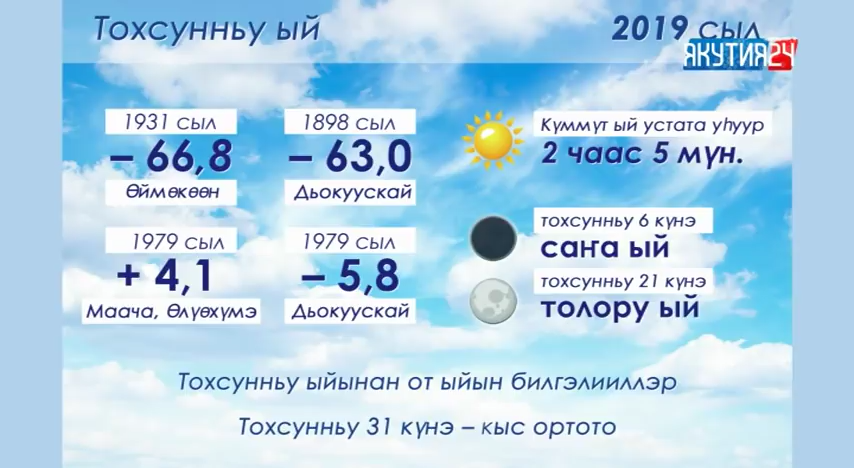 Тохсунньу ый
2019 сыл
ЯКУТИЯ24
1931 сыл
– 66,8
Өймөкөөн
1898 сыл
– 63,0
Дьокуускай
1979 сыл
+ 4,1
Маача, Өлүөхүмэ
1979 сыл
– 5,8
Дьокуускай
Күммүт ый устата уһуур
2 чаас 5 мүн.
тохсунньу 6 күнэ
саҥа ый
тохсунньу 21 күнэ
толору ый
Тохсунньу ыйынан от ыйын билгэлииллэр
Тохсунньу 31 күнэ – кыс ортото